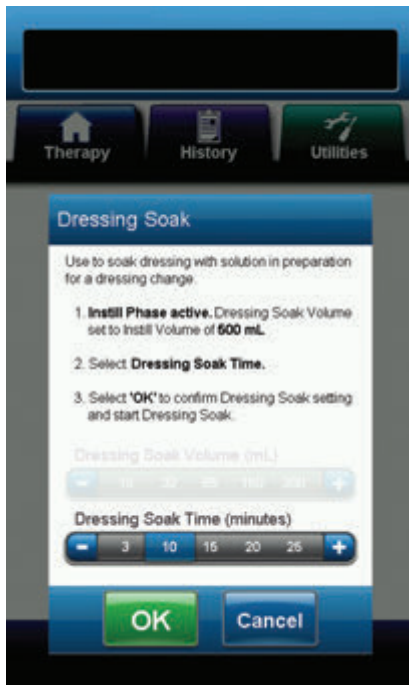 Therapy History Utilities
Dressing Soak
Use to soak dressing with solution in preparation
for a dressing change.
1. Instill Phase active. Dressing Soak Volume
set to Instill Volume of 500 mL.
2. Select Dressing Soak Time.
3. Select 'OK' to confirm Dressing Soak setting
and start Dressing Soak.
Dressing Soak Volume (mL)
Dressing Soak Time (minutes)
- 3 10 15 20 25 +
OK Cancel